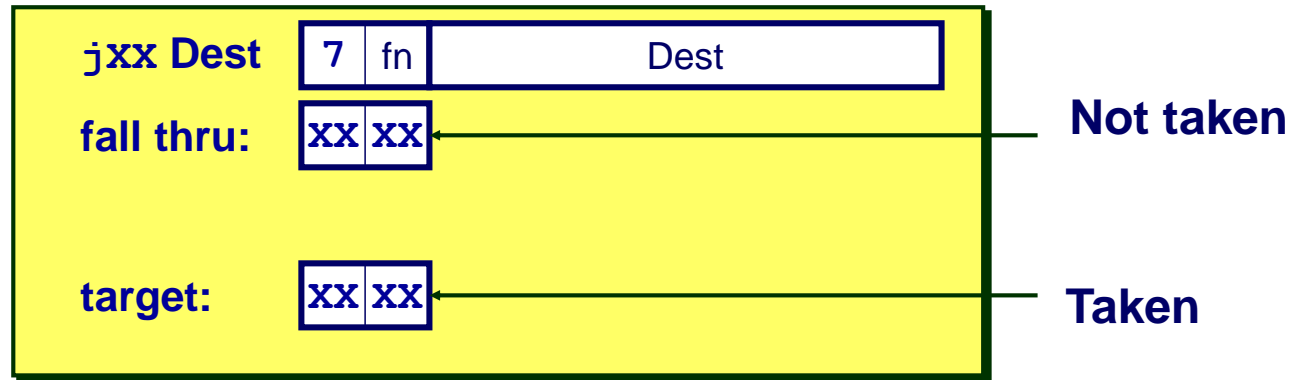 jXX Dest 7 fn Dest
fall thru: XX XX Not taken
target: XX XX Taken